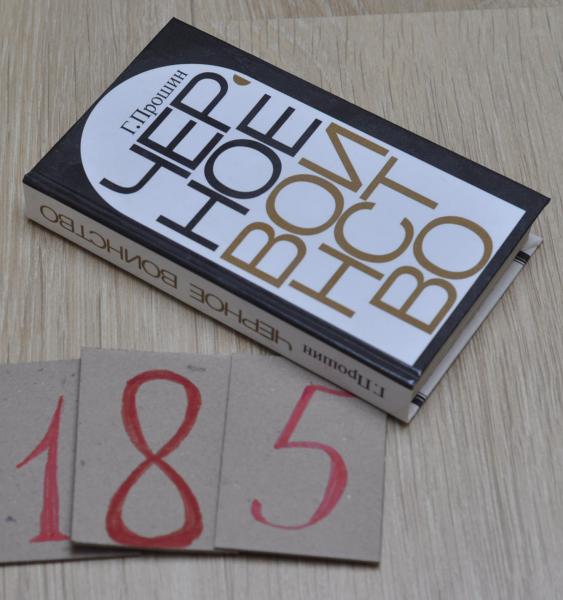 Г. Прошин
ЧЕР-
НОЕ
ВОИ
НСТ
ВО
Г. Прошин ЧЕРНОЕ ВОИНСТВО
185